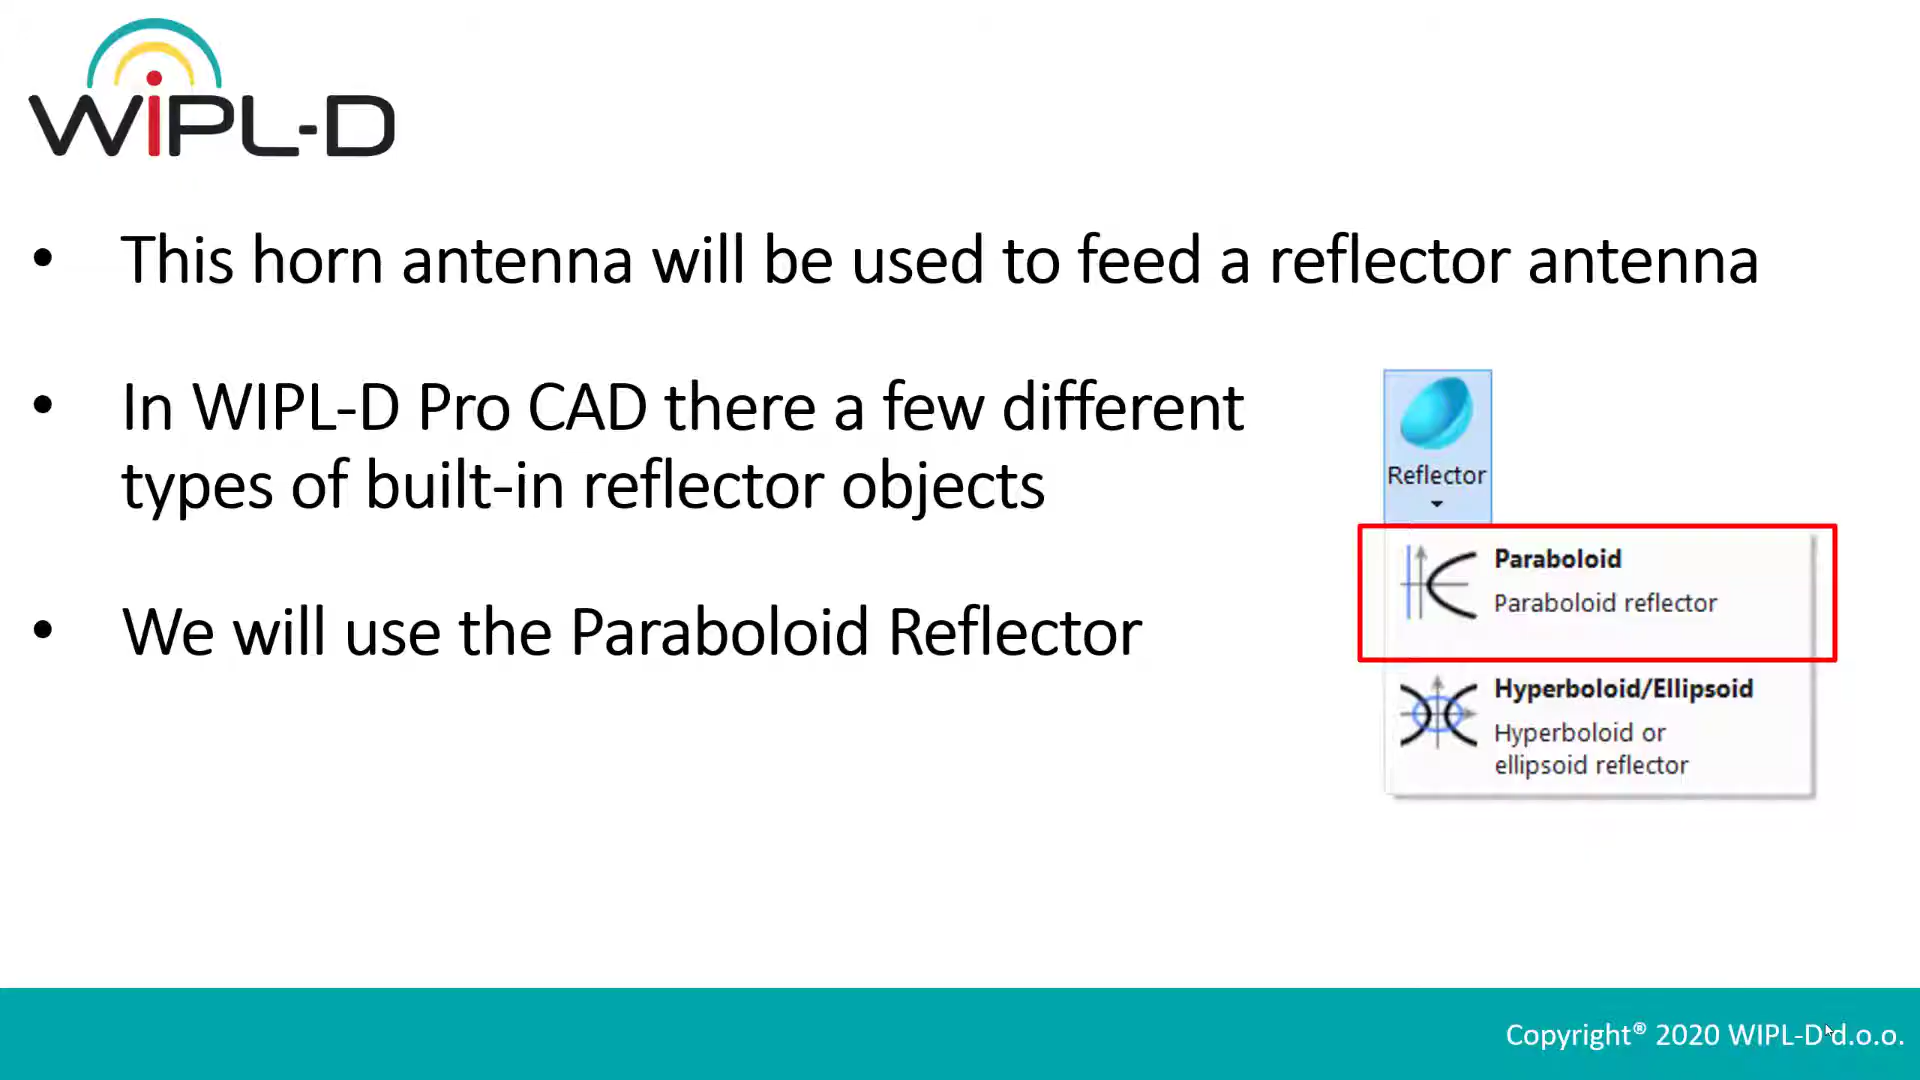 WiPL-D
• This horn antenna will be used to feed a reflector antenna
• In WIPL-D Pro CAD there a few different
types of built-in reflector objects
• We will use the Paraboloid Reflector
Reflector
Paraboloid
Paraboloid reflector
Hyperboloid/Ellipsoid
Hyperboloid or
ellipsoid reflector
Copyright® 2020 WIPL-D d.o.o.